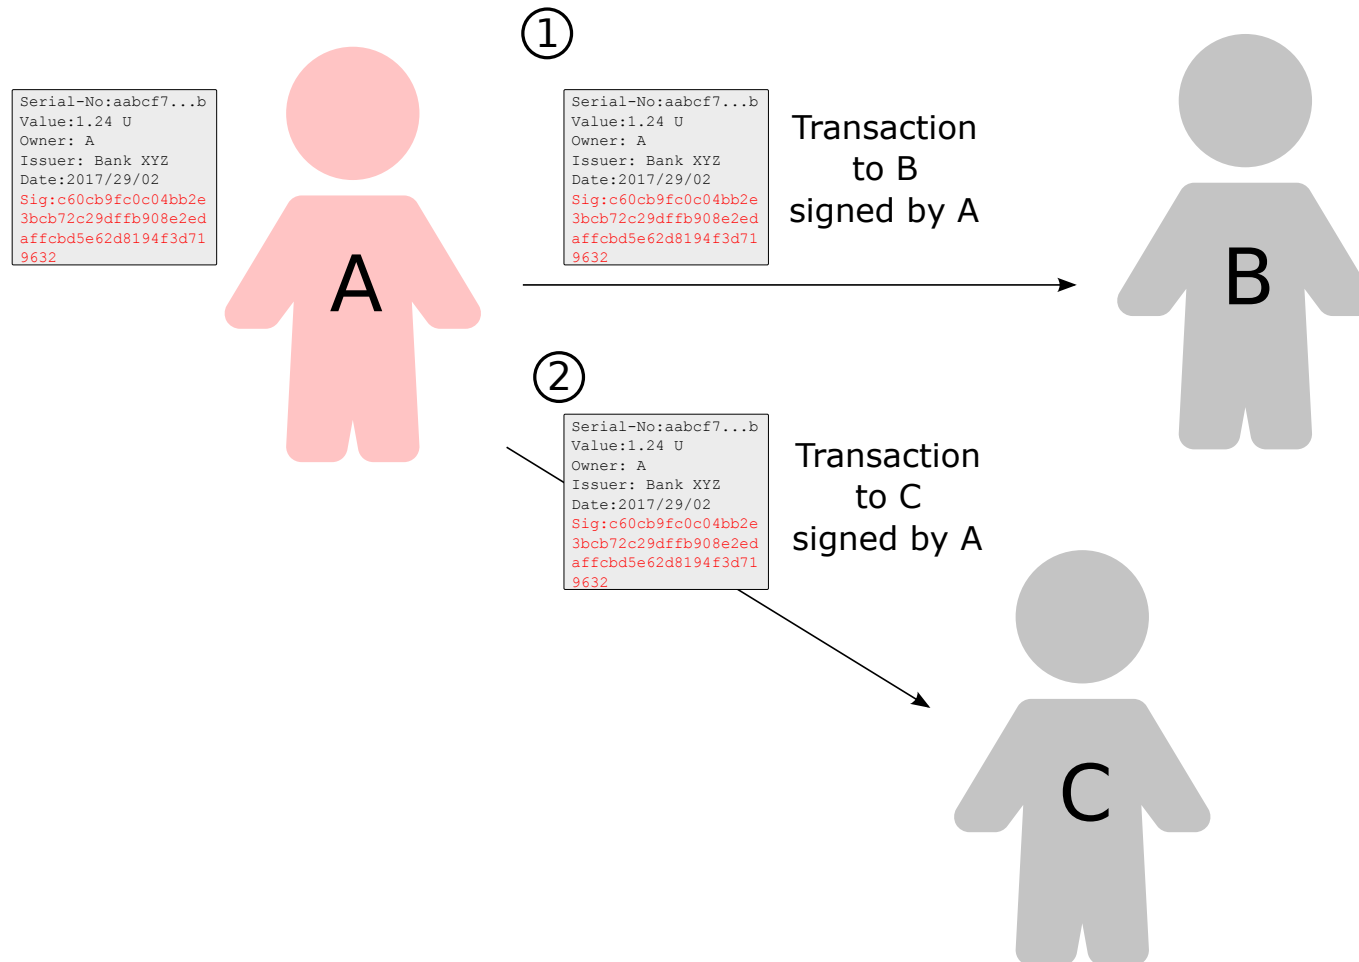 1
Serial-No:aabcf7...b
Value:1.24 U
Owner: A
Issuer: Bank XYZ
Date:2017/29/02
Sig:c60cb9fc0c04bb2e
3bcb72c29dffb908e2ed
affcbd5e62d8194f3d71
9632
A
Serial-No:aabcf7...b
Value:1.24 U
Owner: A
Issuer: Bank XYZ
Date:2017/29/02
Sig:c60cb9fc0c04bb2e
3bcb72c29dffb908e2ed
affcbd5e62d8194f3d71
9632
Transaction
to B
signed by A
B
2
Serial-No:aabcf7...b
Value:1.24 U
Owner: A
Issuer: Bank XYZ
Date:2017/29/02
Sig:c60cb9fc0c04bb2e
3bcb72c29dffb908e2ed
affcbd5e62d8194f3d71
9632
Transaction
to C
signed by A
C